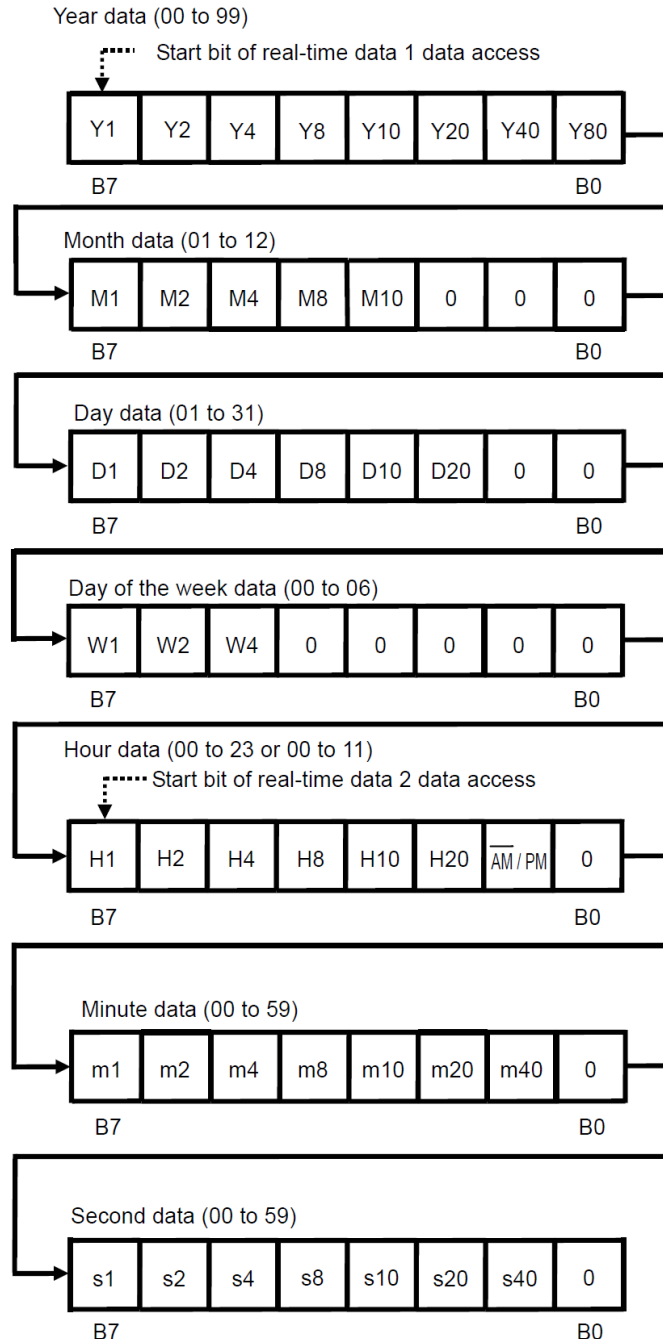 Year data (00 to 99)
Start bit of real-time data 1 data access
Y1 Y2 Y4 Y8 Y10 Y20 Y40 Y80
B7 B0
Month data (01 to 12)
M1 M2 M4 M8 M10 0 0 0
B7 B0
Day data (01 to 31)
D1 D2 D4 D8 D10 D20 0 0
B7 B0
Day of the week data (00 to 06)
W1 W2 W4 0 0 0 0 0
B7 B0
Hour data (00 to 23 or 00 to 11)
Start bit of real-time data 2 data access
H1 H2 H4 H8 H10 H20 A̅M̅ / PM 0
B7 B0
Minute data (00 to 59)
m1 m2 m4 m8 m10 m20 m40 0
B7 B0
Second data (00 to 59)
s1 s2 s4 s8 s10 s20 s40 0
B7 B0